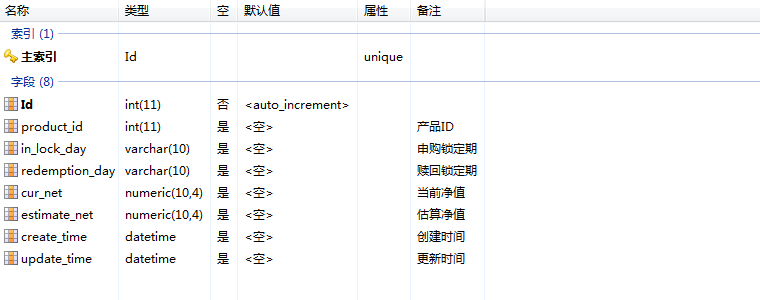 名称 类型 空 默认值 属性 备注
索引 (1)
主索引 Id unique
字段 (8)
Id int(11) 否 <auto_increment>
product_id int(11) 是 <空> 产品ID
in_lock_day varchar(10) 是 <空> 申购锁定期
redemption_day varchar(10) 是 <空> 赎回锁定期
cur_net numeric(10,4) 是 <空> 当前净值
estimate_net numeric(10,4) 是 <空> 估算净值
create_time datetime 是 <空> 创建时间
update_time datetime 是 <空> 更新时间